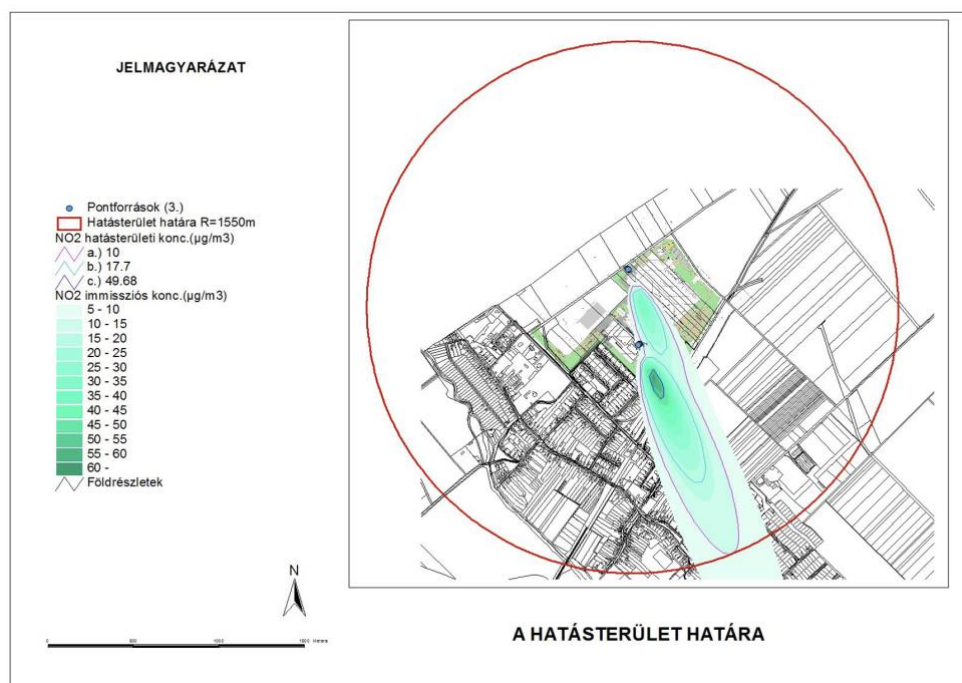 JELMAGYARÁZAT
Pontforrások (3.)
Hatásterület határa R=1550m
NO2 hatásterületi konc.(µg/m3)
a.) 10
b.) 17.7
c.) 49.68
NO2 immissziós konc.(µg/m3)
5 - 10
10 - 15
15 - 20
20 - 25
25 - 30
30 - 35
35 - 40
40 - 45
45 - 50
50 - 55
55 - 60
60 -
Földrészletek
N
0
A HATÁSTERÜLET HATÁRA